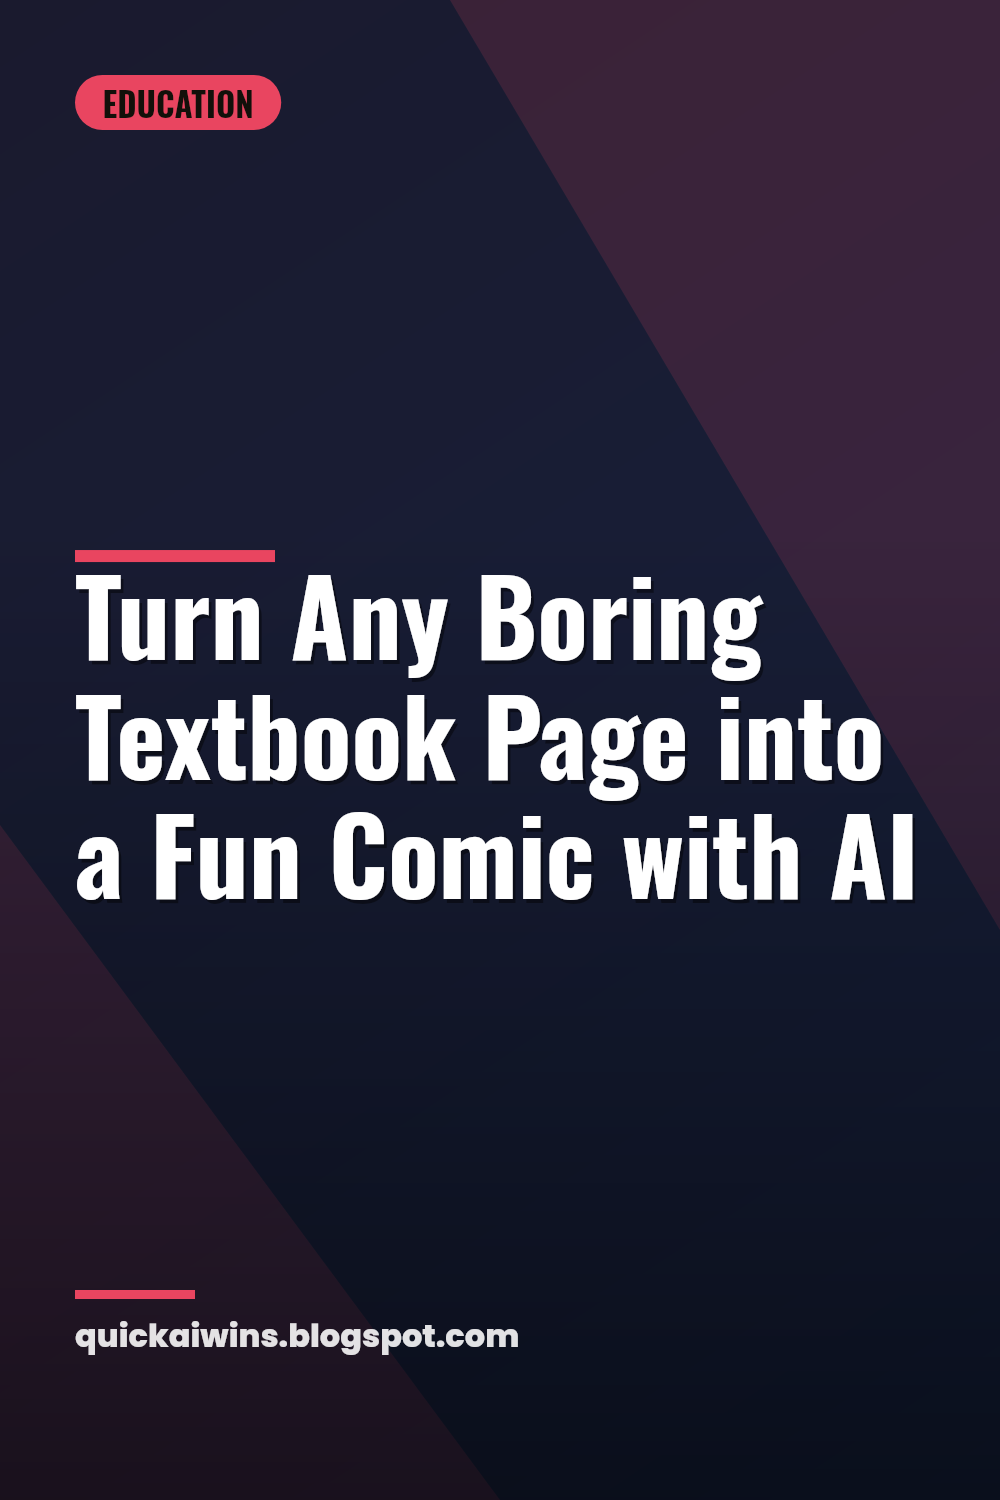 EDUCATION
Turn Any Boring
Textbook Page into
a Fun Comic with AI
quickaiwins.blogspot.com